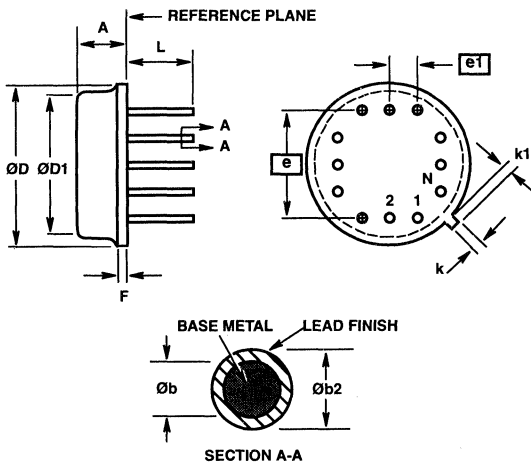 REFERENCE PLANE
A
L
e1
A
A
ØD
ØD1
e
k1
N
2
1
F
k
BASE METAL
LEAD FINISH
Øb
Øb2
SECTION A-A